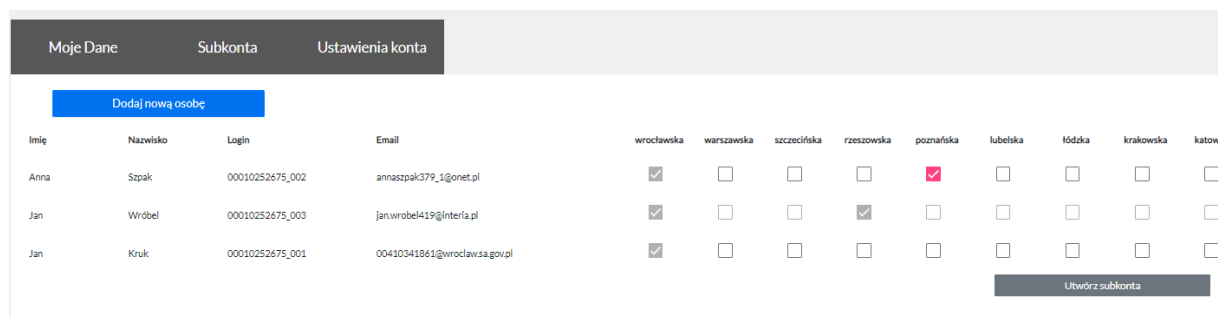 Moje Dane Subkonta Ustawienia konta
Dodaj nową osobę
Imię Nazwisko Login Email wrocławska warszawska szczecińska rzeszowska poznańska lubelska łódzka krakowska katow
Anna Szpak 00010252675_002 annaszpak379_1@onet.pl
Jan Wróbel 00010252675_003 jan.wrobel419@interia.pl
Jan Kruk 00010252675_001 00410341861@wroclaw.sa.gov.pl
Utwórz subkonta